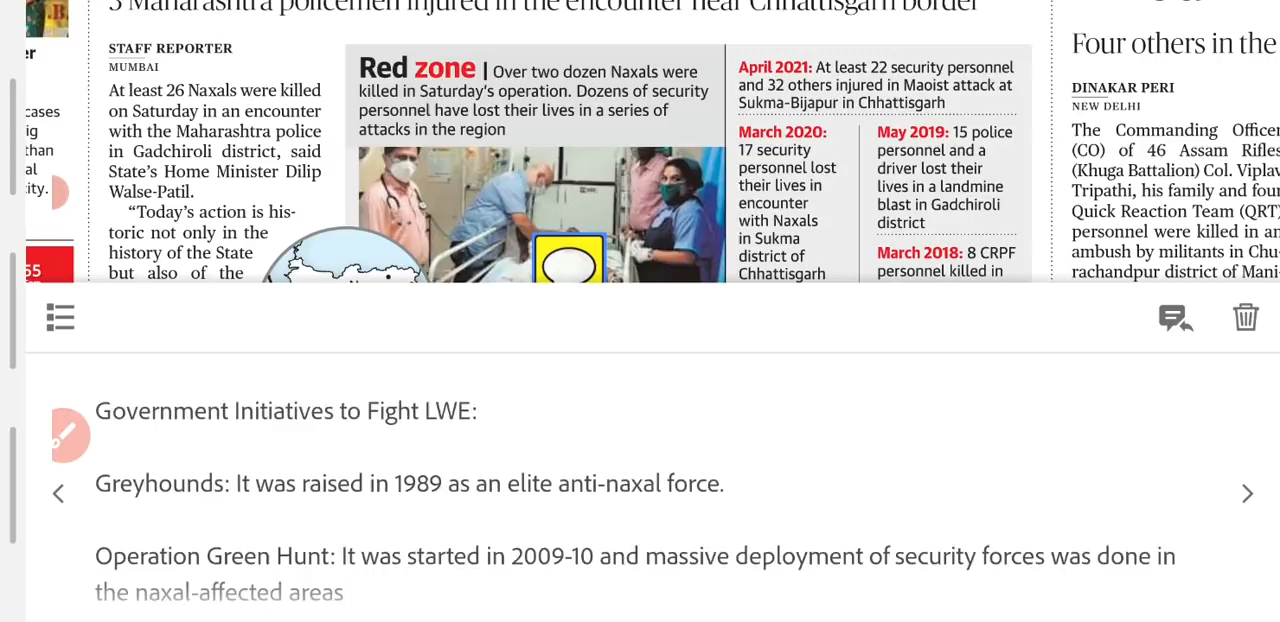 3 Maharashtra policemen injured in the encounter near Chhattisgarh border
er
cases
ig
than
al
city.
55
STAFF REPORTER
MUMBAI
At least 26 Naxals were killed
on Saturday in an encounter
with the Maharashtra police
in Gadchiroli district, said
State's Home Minister Dilip
Walse-Patil.
“Today's action is his-
toric not only in the
history of the State
but also of the
Red zone | Over two dozen Naxals were
killed in Saturday's operation. Dozens of security
personnel have lost their lives in a series of
attacks in the region
April 2021: At least 22 security personnel
and 32 others injured in Maoist attack at
Sukma-Bijapur in Chhattisgarh
March 2020:
17 security
personnel lost
their lives in
encounter
with Naxals
in Sukma
district of
Chhattisgarh
May 2019: 15 police
personnel and a
driver lost their
lives in a landmine
blast in Gadchiroli
district
March 2018: 8 CRPF
personnel killed in
Four others in the
DINAKAR PERI
NEW DELHI
The Commanding Officer
(CO) of 46 Assam Rifles
(Khuga Battalion) Col. Viplav
Tripathi, his family and four
Quick Reaction Team (QRT)
personnel were killed in an
ambush by militants in Chu-
rachandpur district of Mani-
Government Initiatives to Fight LWE:
Greyhounds: It was raised in 1989 as an elite anti-naxal force.
Operation Green Hunt: It was started in 2009-10 and massive deployment of security forces was done in
the naxal-affected areas